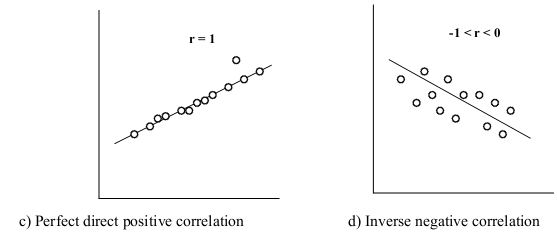 r = 1
-1 < r < 0
c) Perfect direct positive correlation
d) Inverse negative correlation